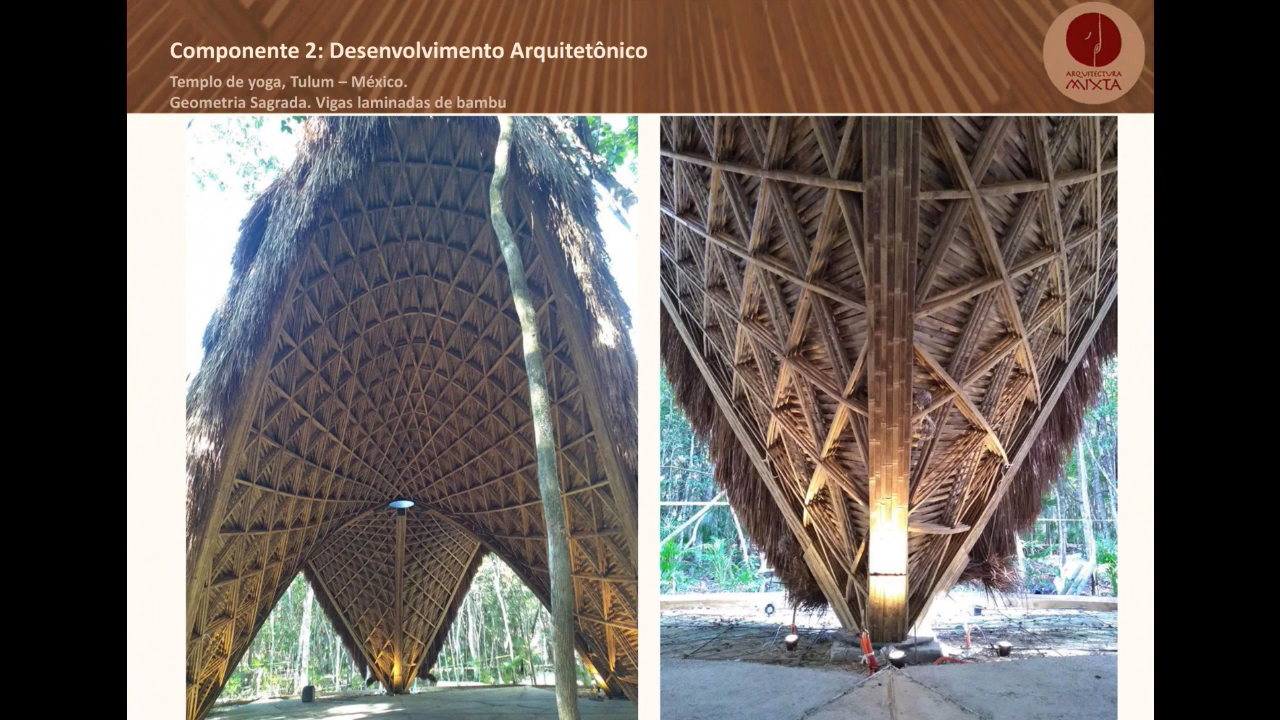 Componente 2: Desenvolvimento Arquitetônico
Templo de yoga, Tulum – México.
Geometria Sagrada. Vigas laminadas de bambu
ARQUITECTURA
MIXTA